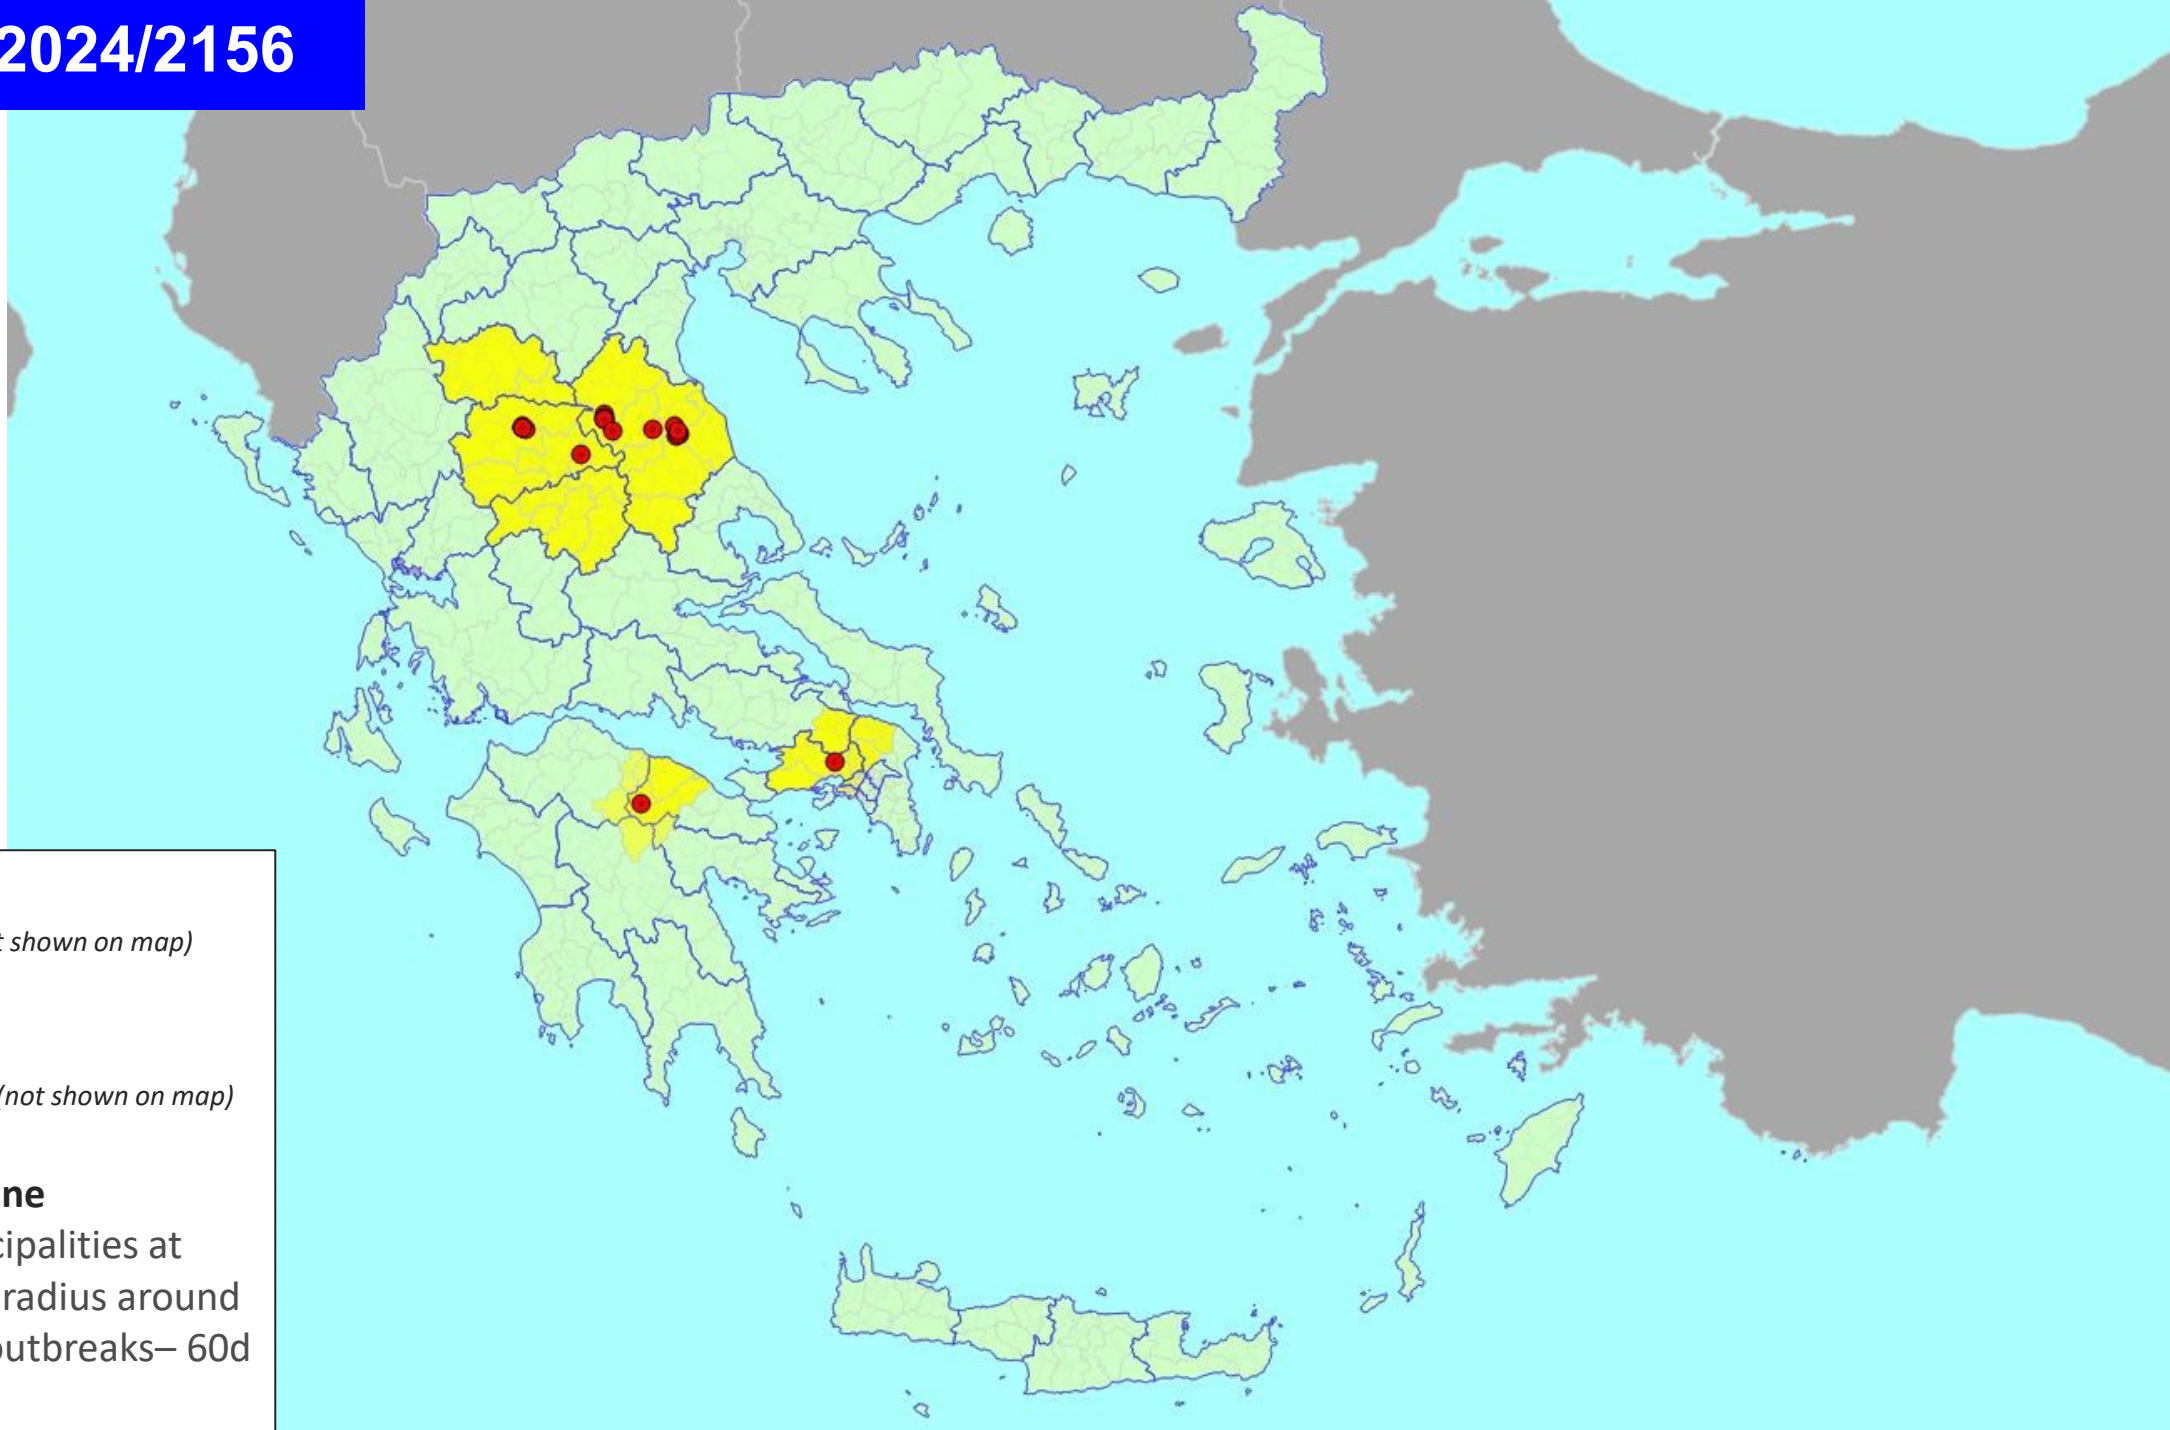 2024/2156
t shown on map)
(not shown on map)
ne
cipalities at
radius around
outbreaks– 60d